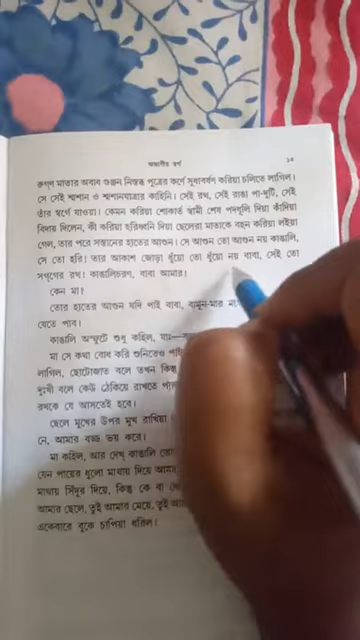 অভাগীর স্বর্গ ১৫
রুগ্‌ণ মাতার অবাব গুঞ্জন নিস্তব্ধ পুত্রের কর্ণে সুধাবর্ষণ করিয়া চলিতে লাগিল।
সে সেই শ্মশান ও শ্মশানযাত্রার কাহিনি। সেই রথ, সেই রাঙা পা-দুটি, সেই
তাঁর স্বর্গে যাওয়া। কেমন করিয়া শোকার্ত স্বামী শেষ পদধূলি দিয়া কাঁদিয়া
বিদায় দিলেন, কী করিয়া হরিধ্বনি দিয়া ছেলেরা মাতাকে বহন করিয়া লইয়া
গেল, তার পরে সন্তানের হাতের আগুন। সে আগুন তো আগুন নয় কাঙালি,
সে তো হরি। তার আকাশ জোড়া ধুঁয়ো তো ধুঁয়ো নয় বাবা, সেই তো
সগ্‌গের রথ। কাঙালিচরণ, বাবা আমার।
কেন মা?
তোর হাতের আগুন যদি পাই বাবা, বামুন-মার ম
যেতে পাব।
কাঙালি অস্ফুটে শুধু কহিল, যাঃ—
মা সে কথা বোধ করি শুনিতেও পা
লাগিল, ছোটোজাত বলে তখন কিন্তু
দুঃখী বলে কেউ ঠেকিয়ে রাখতে পা
রথকে যে আসতেই হবে।
ছেলে মুখের উপর মুখ রাখিয়া
নে, আমার বড্ড ভয় করে।
মা কহিল, আর দেখ্ কাঙালি
যেন পায়ের ধুলো মাথায় দিয়ে আমা
মাথায় সিঁদুর দিয়ে, কিন্তু কে বা দে
আমার ছেলে, তুই আমার মেয়ে, তুই আ
একেবারে বুকে চাপিয়া ধরিল।